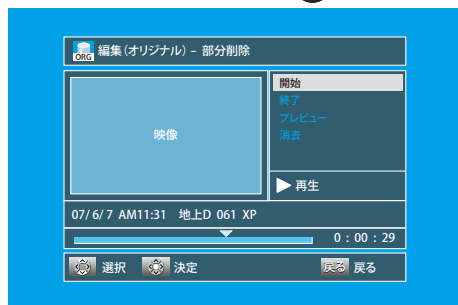 ORG 編集（オリジナル）－ 部分削除
映像
開始
終了
プレビュー
消去
再生
07/ 6/ 7 AM11:31 地上D 061 XP
0 : 00 : 29
選択 決定 戻る 戻る